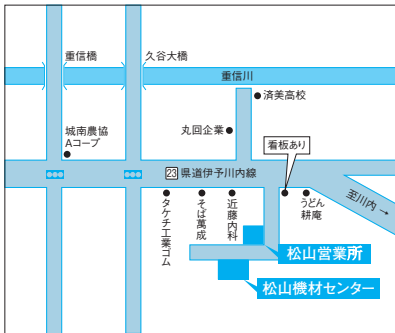 重信橋
久谷大橋
重信川
済美高校
丸回企業
城南農協
Aコープ
看板あり
23 県道伊予川内線
至川内 →
タケチ工業ゴム
そば萬成
近藤内科
うどん
耕庵
松山営業所
松山機材センター